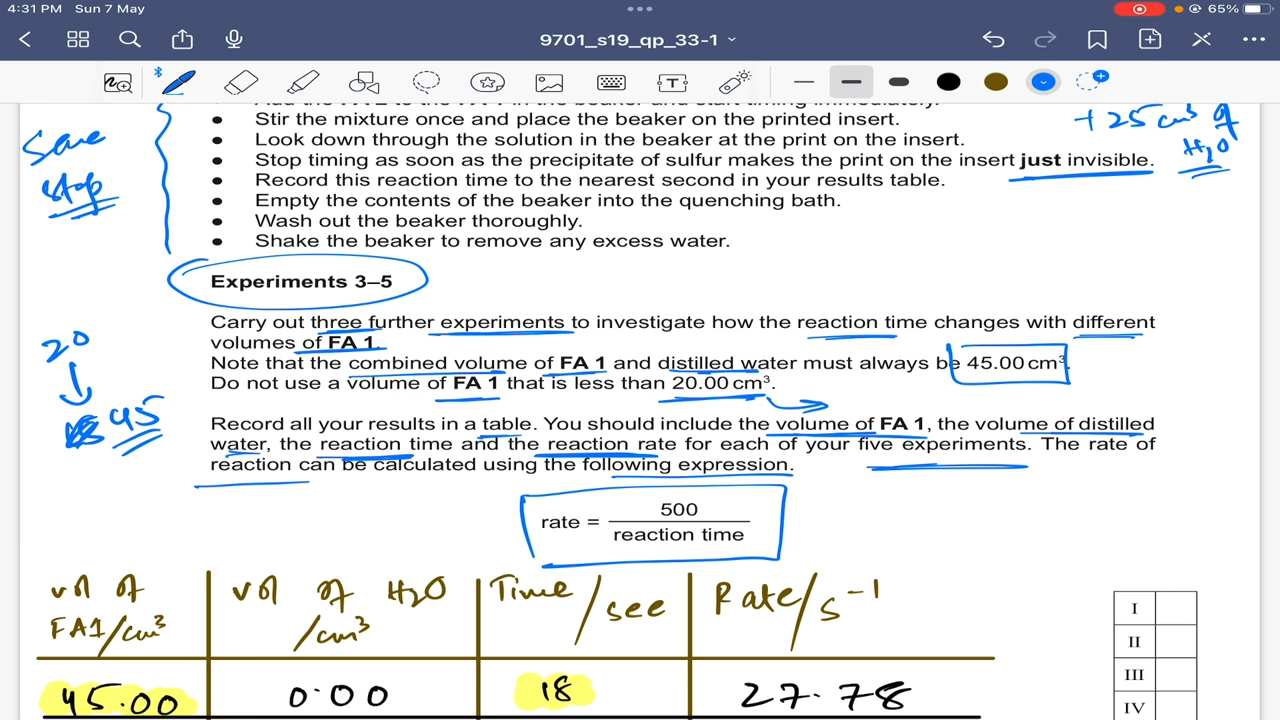 4:31 PM Sun 7 May
65%
9701_s19_qp_33-1
Stir the mixture once and place the beaker on the printed insert.
Look down through the solution in the beaker at the print on the insert.
Stop timing as soon as the precipitate of sulfur makes the print on the insert just invisible.
Record this reaction time to the nearest second in your results table.
Empty the contents of the beaker into the quenching bath.
Wash out the beaker thoroughly.
Shake the beaker to remove any excess water.
+ 25 cm³ of
H₂O
stop
Experiments 3–5
Carry out three further experiments to investigate how the reaction time changes with different
volumes of FA 1.
Note that the combined volume of FA 1 and distilled water must always be 45.00 cm³.
Do not use a volume of FA 1 that is less than 20.00 cm³.
20
45
Record all your results in a table. You should include the volume of FA 1, the volume of distilled
water, the reaction time and the reaction rate for each of your five experiments. The rate of
reaction can be calculated using the following expression.
rate = 500
reaction time
vol of FA1/cm³
vol of H₂O /cm³
Time/sec
Rate/s⁻¹
45.00 0.00 18 27.78
I
II
III
IV